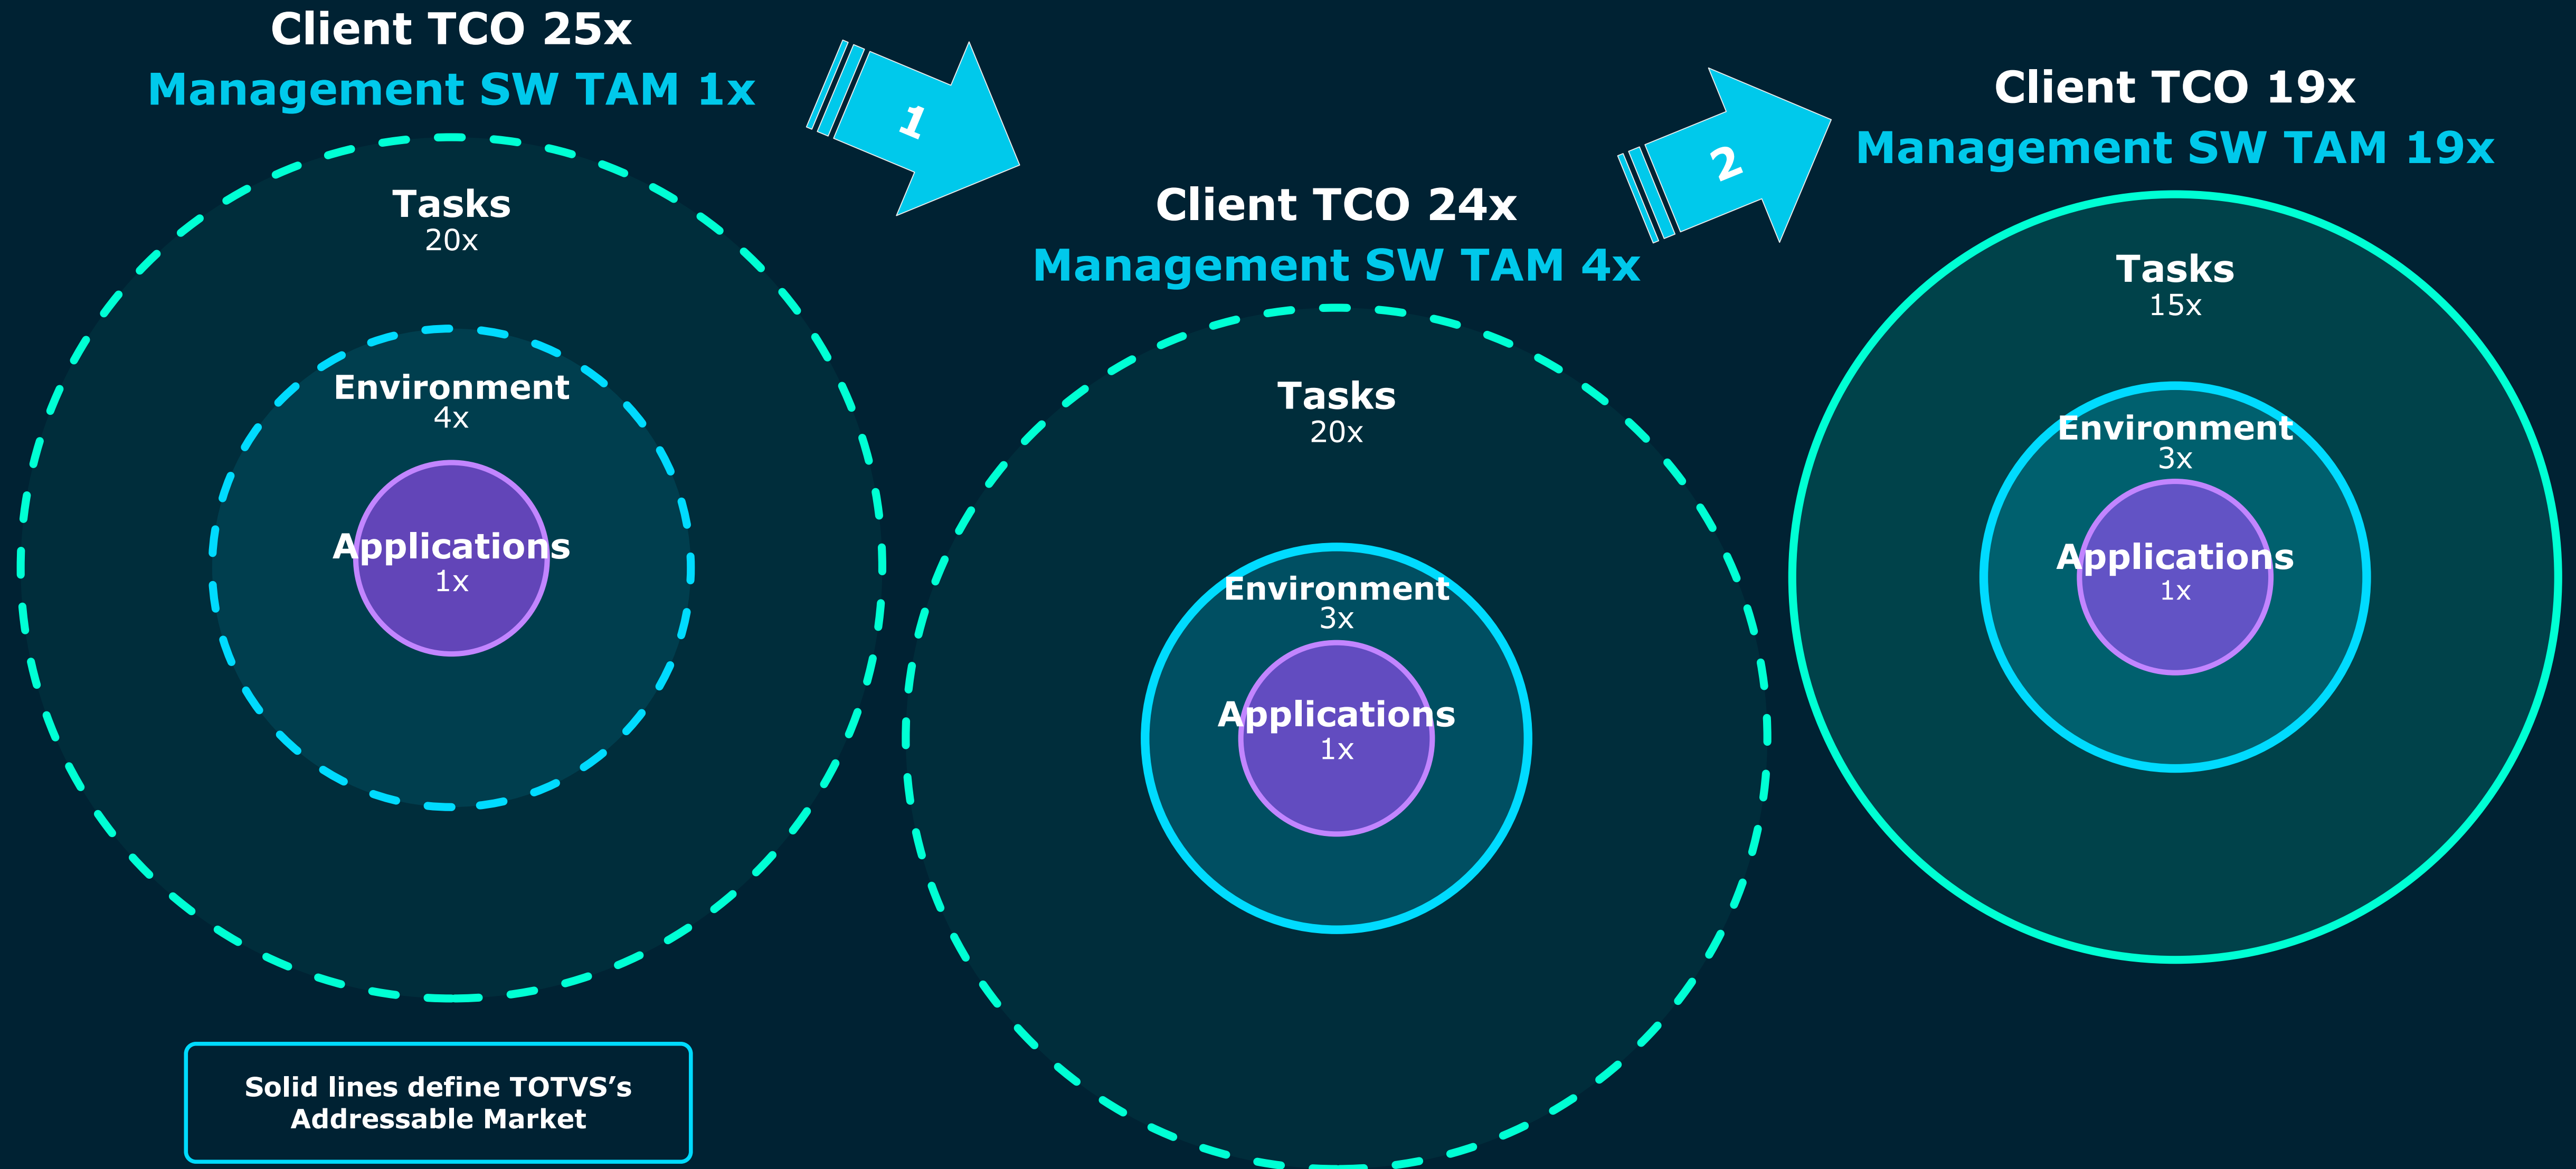 Client TCO 25x
Management SW TAM 1x
Tasks
20x
Environment
4x
Applications
1x
Solid lines define TOTVS’s
Addressable Market
1
Client TCO 24x
Management SW TAM 4x
Tasks
20x
Environment
3x
Applications
1x
2
Client TCO 19x
Management SW TAM 19x
Tasks
15x
Environment
3x
Applications
1x